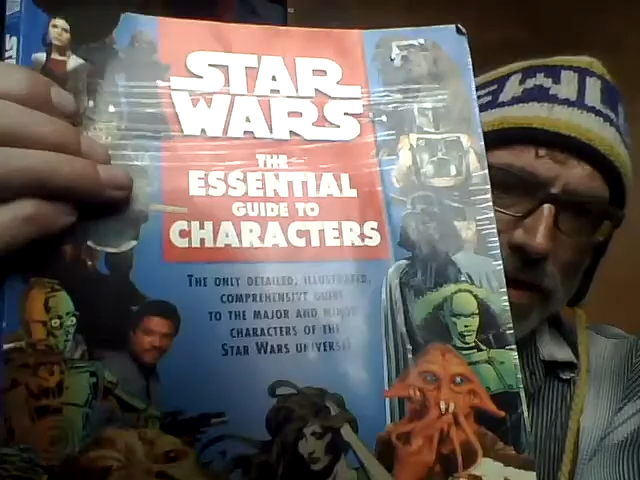 STAR
WARS
THE
ESSENTIAL
GUIDE TO
CHARACTERS
THE ONLY DETAILED, ILLUSTRATED,
COMPREHENSIVE GUIDE
TO THE MAJOR AND MINOR
CHARACTERS OF THE
STAR WARS UNIVERSE!